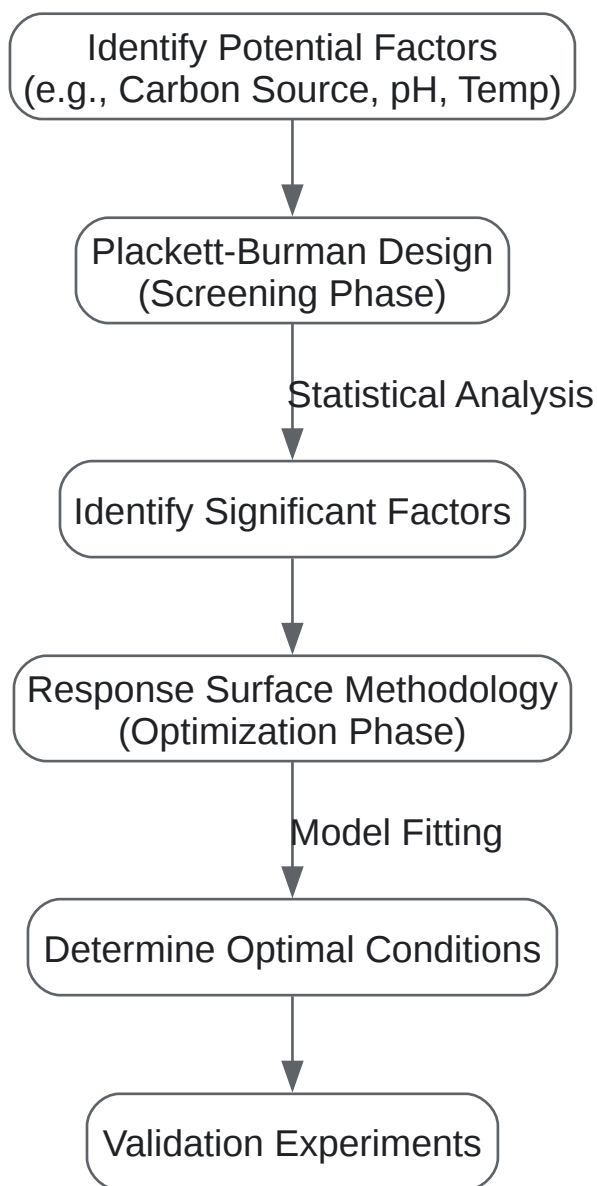 Identify Potential Factors
(e.g., Carbon Source, pH, Temp)
Plackett-Burman Design
(Screening Phase)
Statistical Analysis
Identify Significant Factors
Response Surface Methodology
(Optimization Phase)
Model Fitting
Determine Optimal Conditions
Validation Experiments